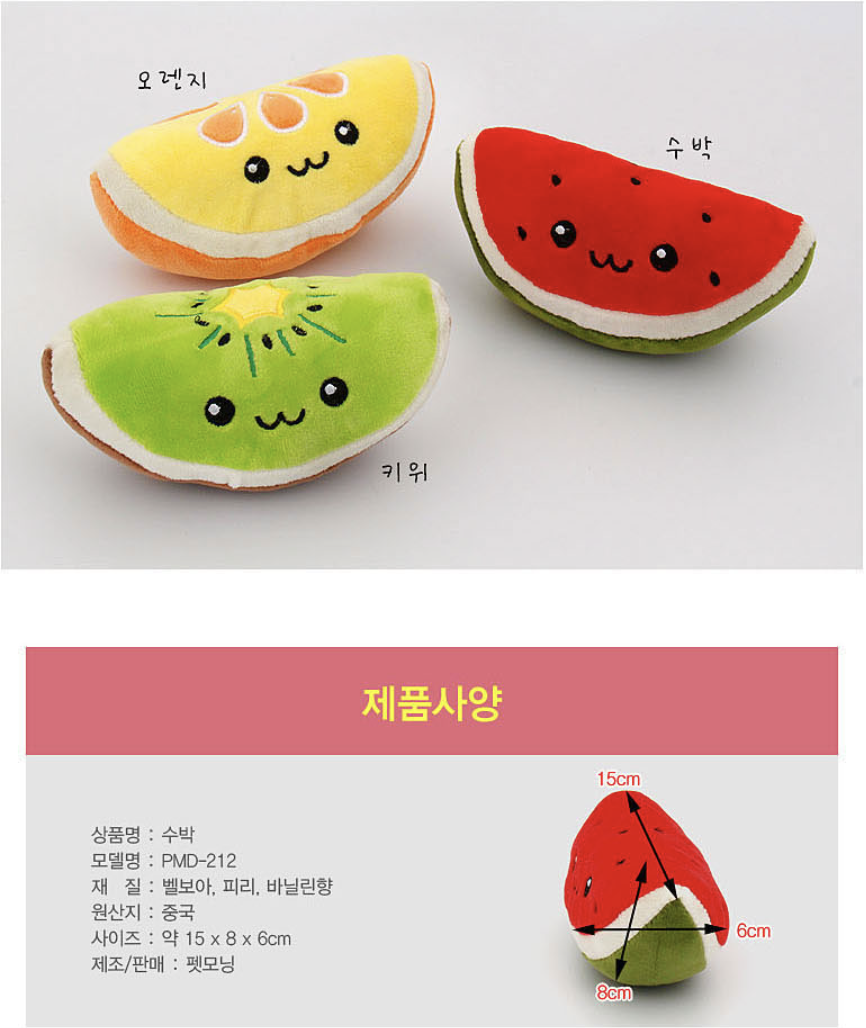 오렌지
수박
키위
제품사양
15cm
상품명 : 수박
모델명 : PMD-212
재 질 : 벨보아, 피리, 바닐린향
원산지 : 중국
사이즈 : 약 15 x 8 x 6cm
제조/판매 : 펫모닝
6cm
8cm